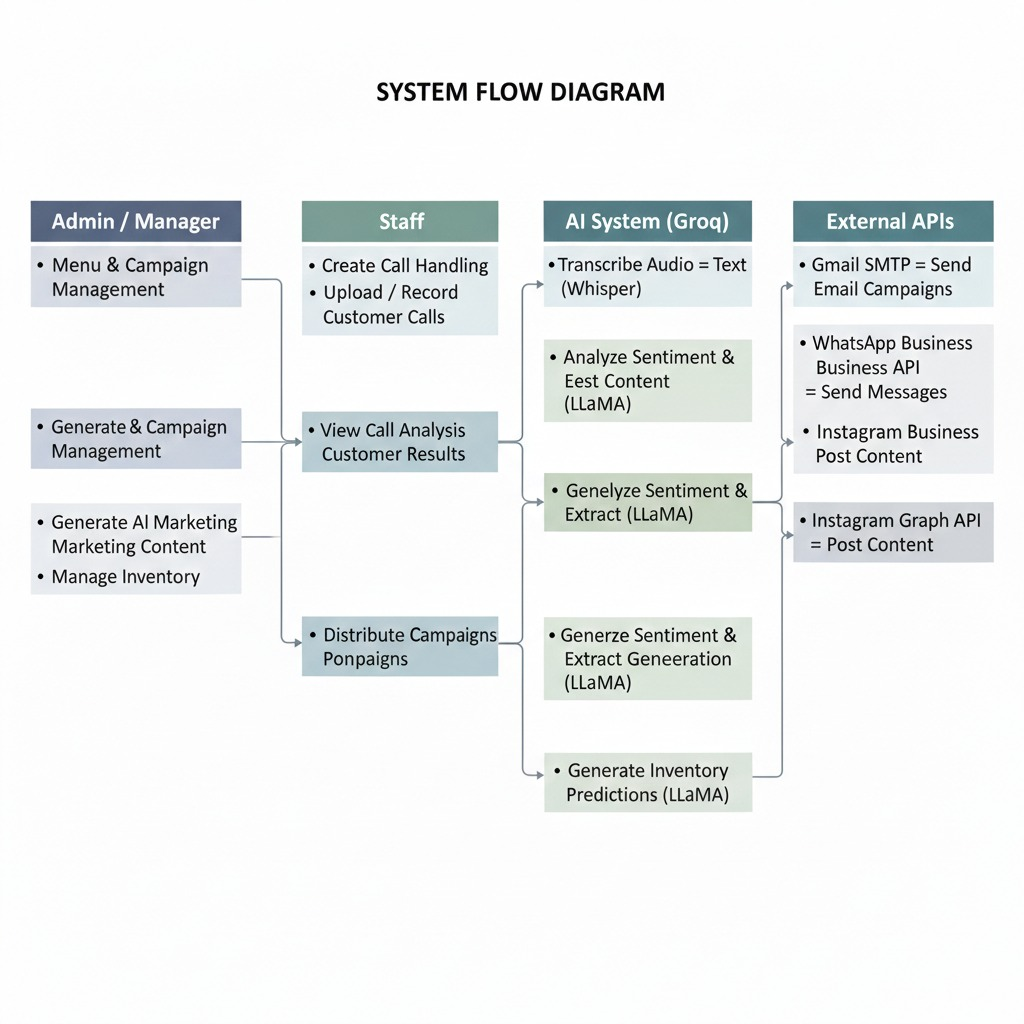 SYSTEM FLOW DIAGRAM
Admin / Manager
• Menu & Campaign
Management
• Generate & Campaign
Management
• Generate AI Marketing
Marketing Content
• Manage Inventory
Staff
• Create Call Handling
• Upload / Record
Customer Calls
• View Call Analysis
Customer Results
• Distribute Campaigns
Ponpaigns
AI System (Groq)
• Transcribe Audio = Text
(Whisper)
• Analyze Sentiment &
Eest Content
(LLaMA)
• Genelyze Sentiment &
Extract (LLaMA)
• Generze Sentiment &
Extract Geneeration
(LLaMA)
• Generate Inventory
Predictions (LLaMA)
External APIs
• Gmail SMTP = Send
Email Campaigns
• WhatsApp Business
Business API
= Send Messages
• Instagram Business
Post Content
• Instagram Graph API
= Post Content